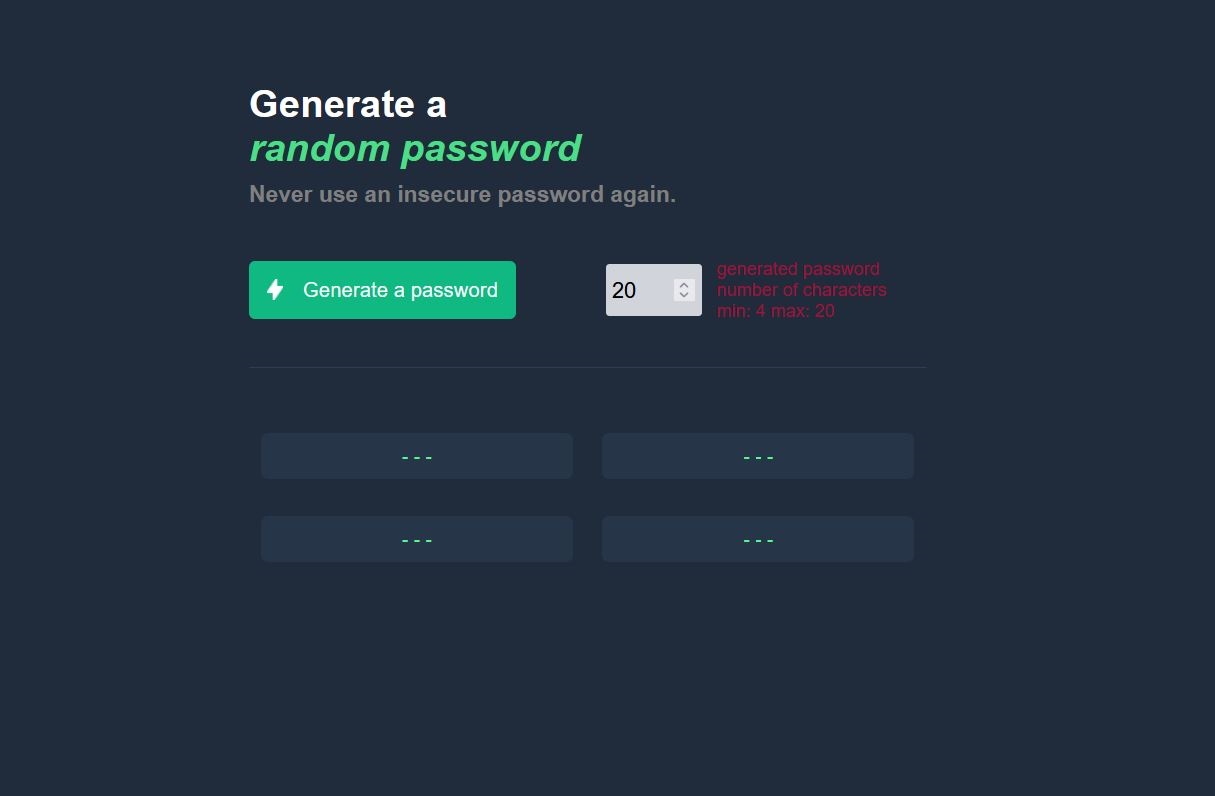 Generate a
random password
Never use an insecure password again.
Generate a password
20
generated password
number of characters
min: 4 max: 20
---
---
---
---